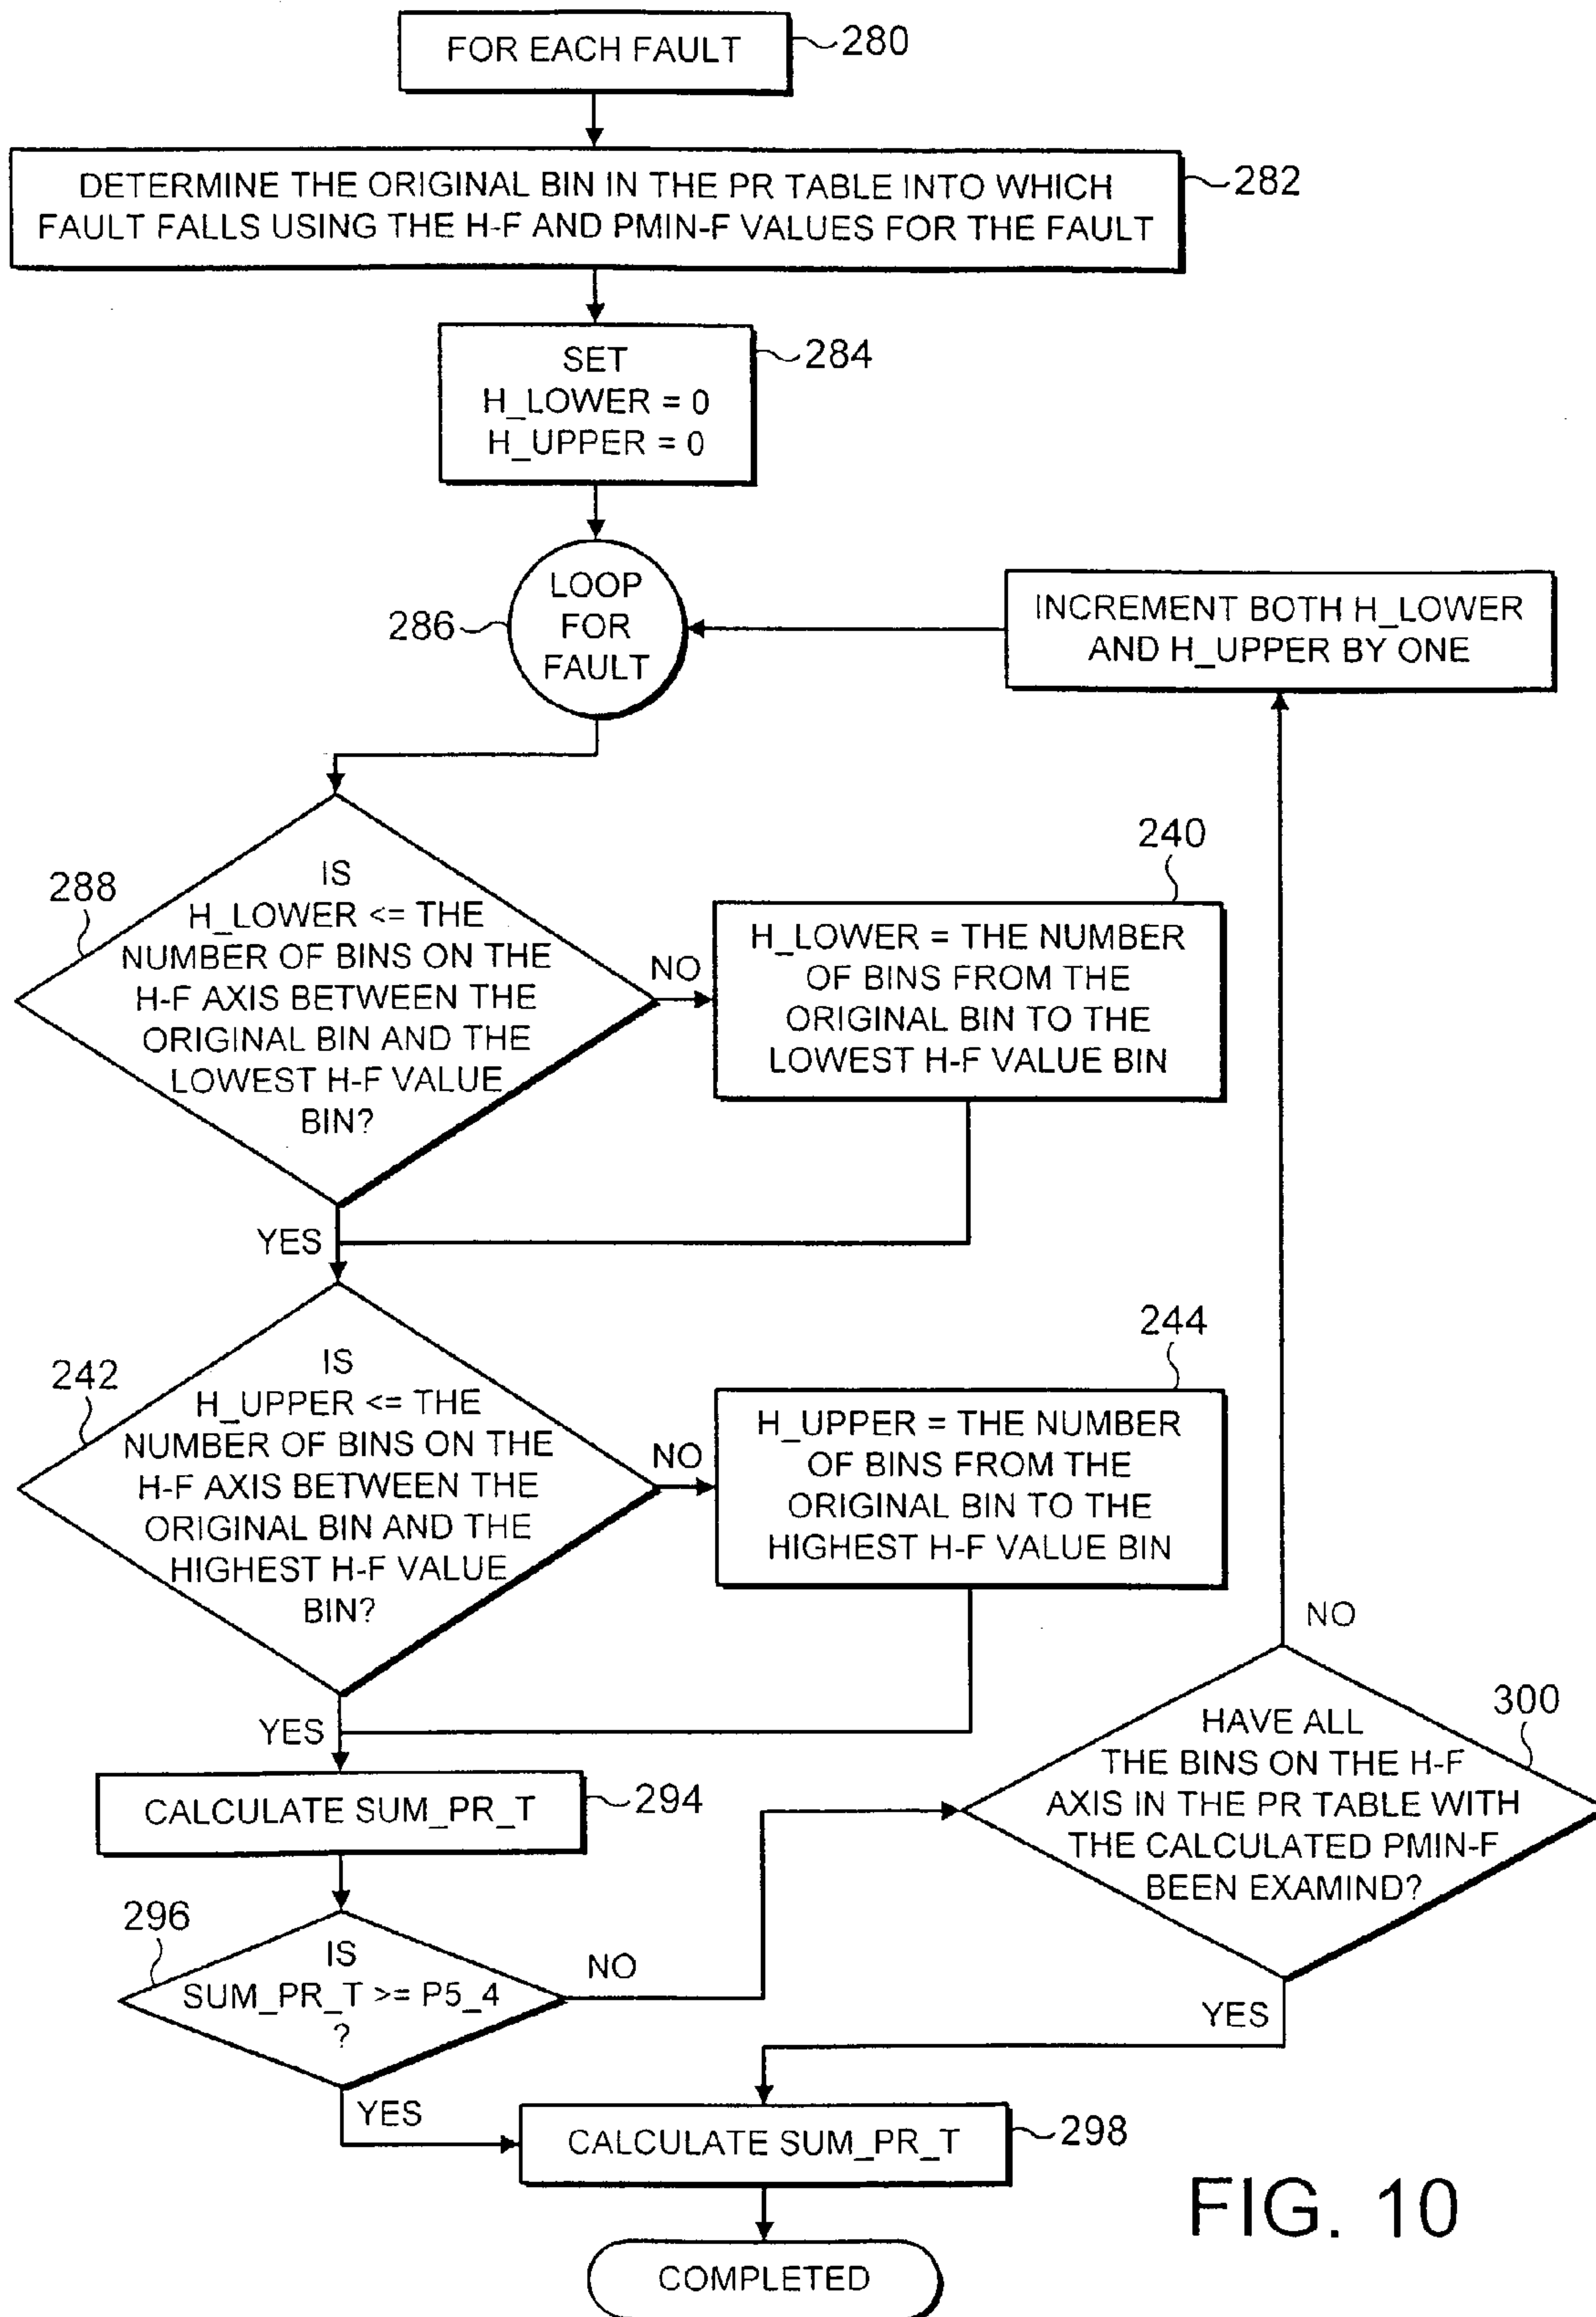 FOR EACH FAULT
280
DETERMINE THE ORIGINAL BIN IN THE PR TABLE INTO WHICH
FAULT FALLS USING THE H-F AND PMIN-F VALUES FOR THE FAULT
282
SET
H_LOWER = 0
H_UPPER = 0
284
LOOP
FOR
FAULT
286
INCREMENT BOTH H_LOWER
AND H_UPPER BY ONE
288
IS
H_LOWER <= THE
NUMBER OF BINS ON THE
H-F AXIS BETWEEN THE
ORIGINAL BIN AND THE
LOWEST H-F VALUE
BIN?
NO
240
H_LOWER = THE NUMBER
OF BINS FROM THE
ORIGINAL BIN TO THE
LOWEST H-F VALUE BIN
YES
242
IS
H_UPPER <= THE
NUMBER OF BINS ON THE
H-F AXIS BETWEEN THE
ORIGINAL BIN AND THE
HIGHEST H-F VALUE
BIN?
NO
244
H_UPPER = THE NUMBER
OF BINS FROM THE
ORIGINAL BIN TO THE
HIGHEST H-F VALUE BIN
YES
CALCULATE SUM_PR_T
294
296
IS
SUM_PR_T >= P5_4
?
NO
NO
300
HAVE ALL
THE BINS ON THE H-F
AXIS IN THE PR TABLE WITH
THE CALCULATED PMIN-F
BEEN EXAMIND?
YES
YES
CALCULATE SUM_PR_T
298
COMPLETED
FIG. 10